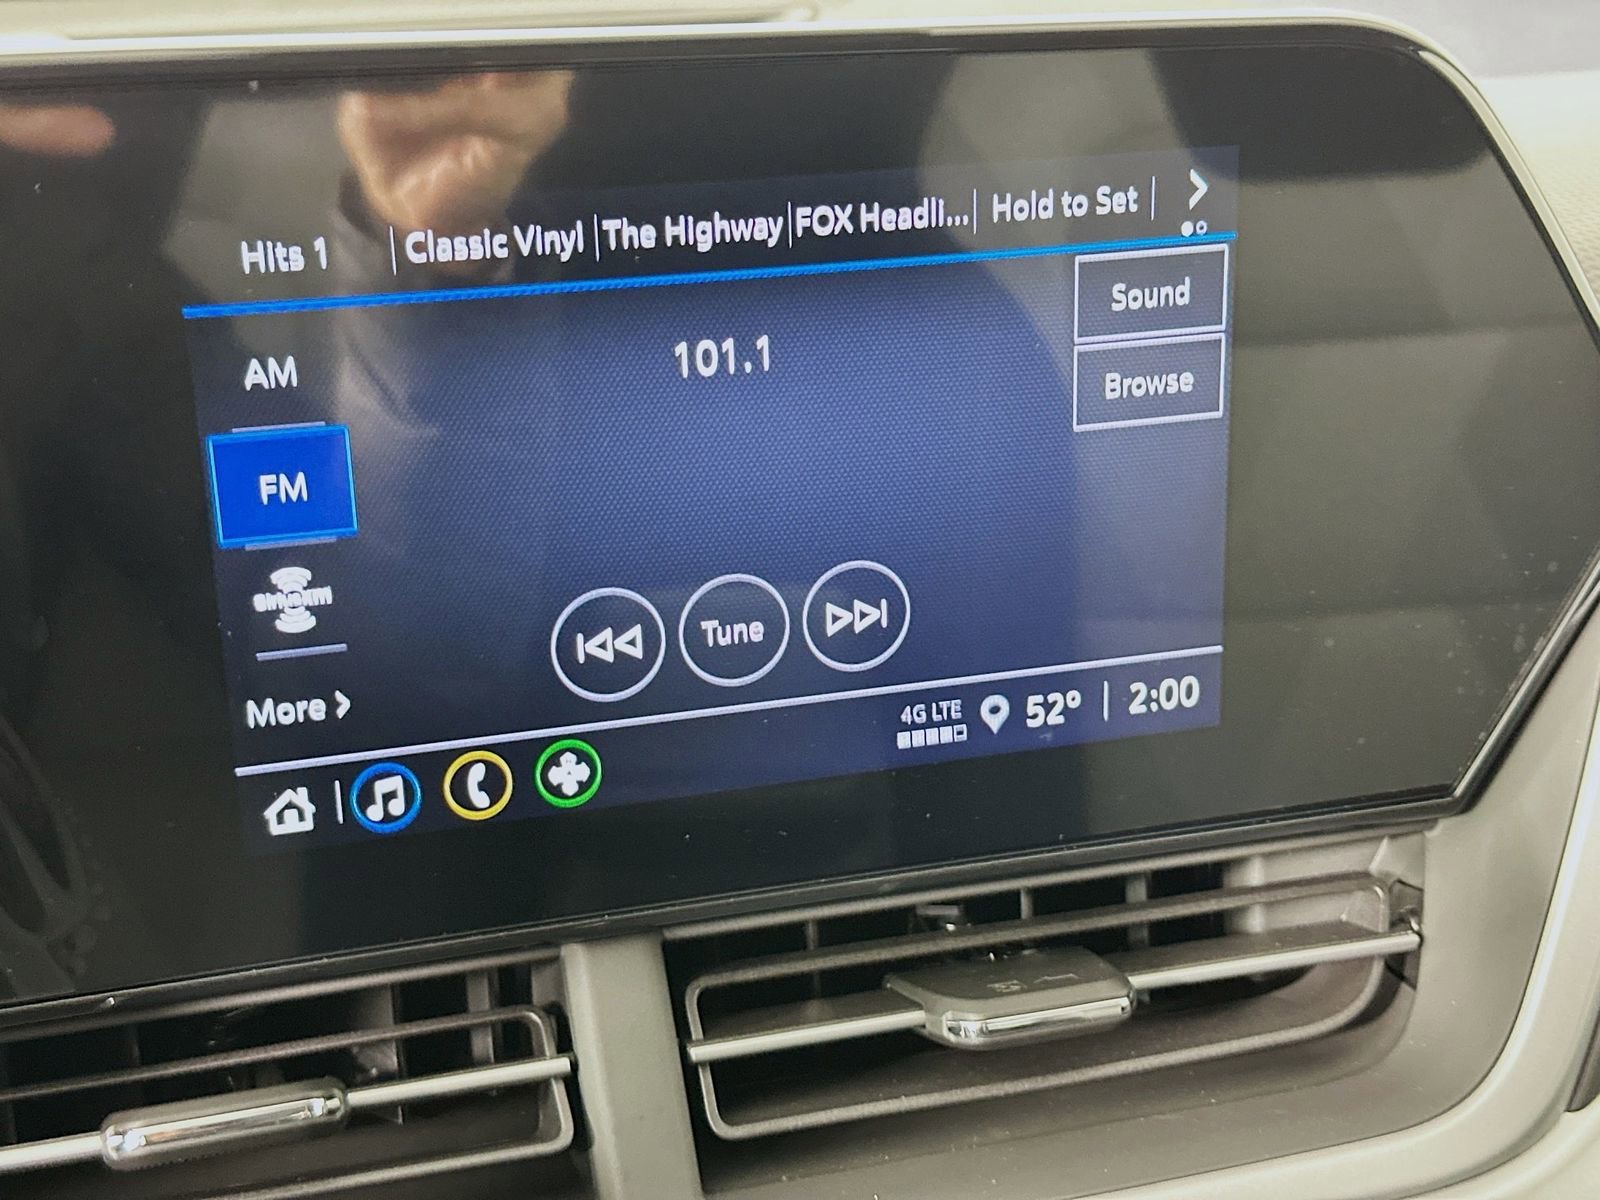 Hits 1 | Classic Vinyl | The Highway | FOX Headli... | Hold to Set |
Sound
AM
101.1
Browse
FM
SiriusXM
Tune
More
4G LTE
52° | 2:00